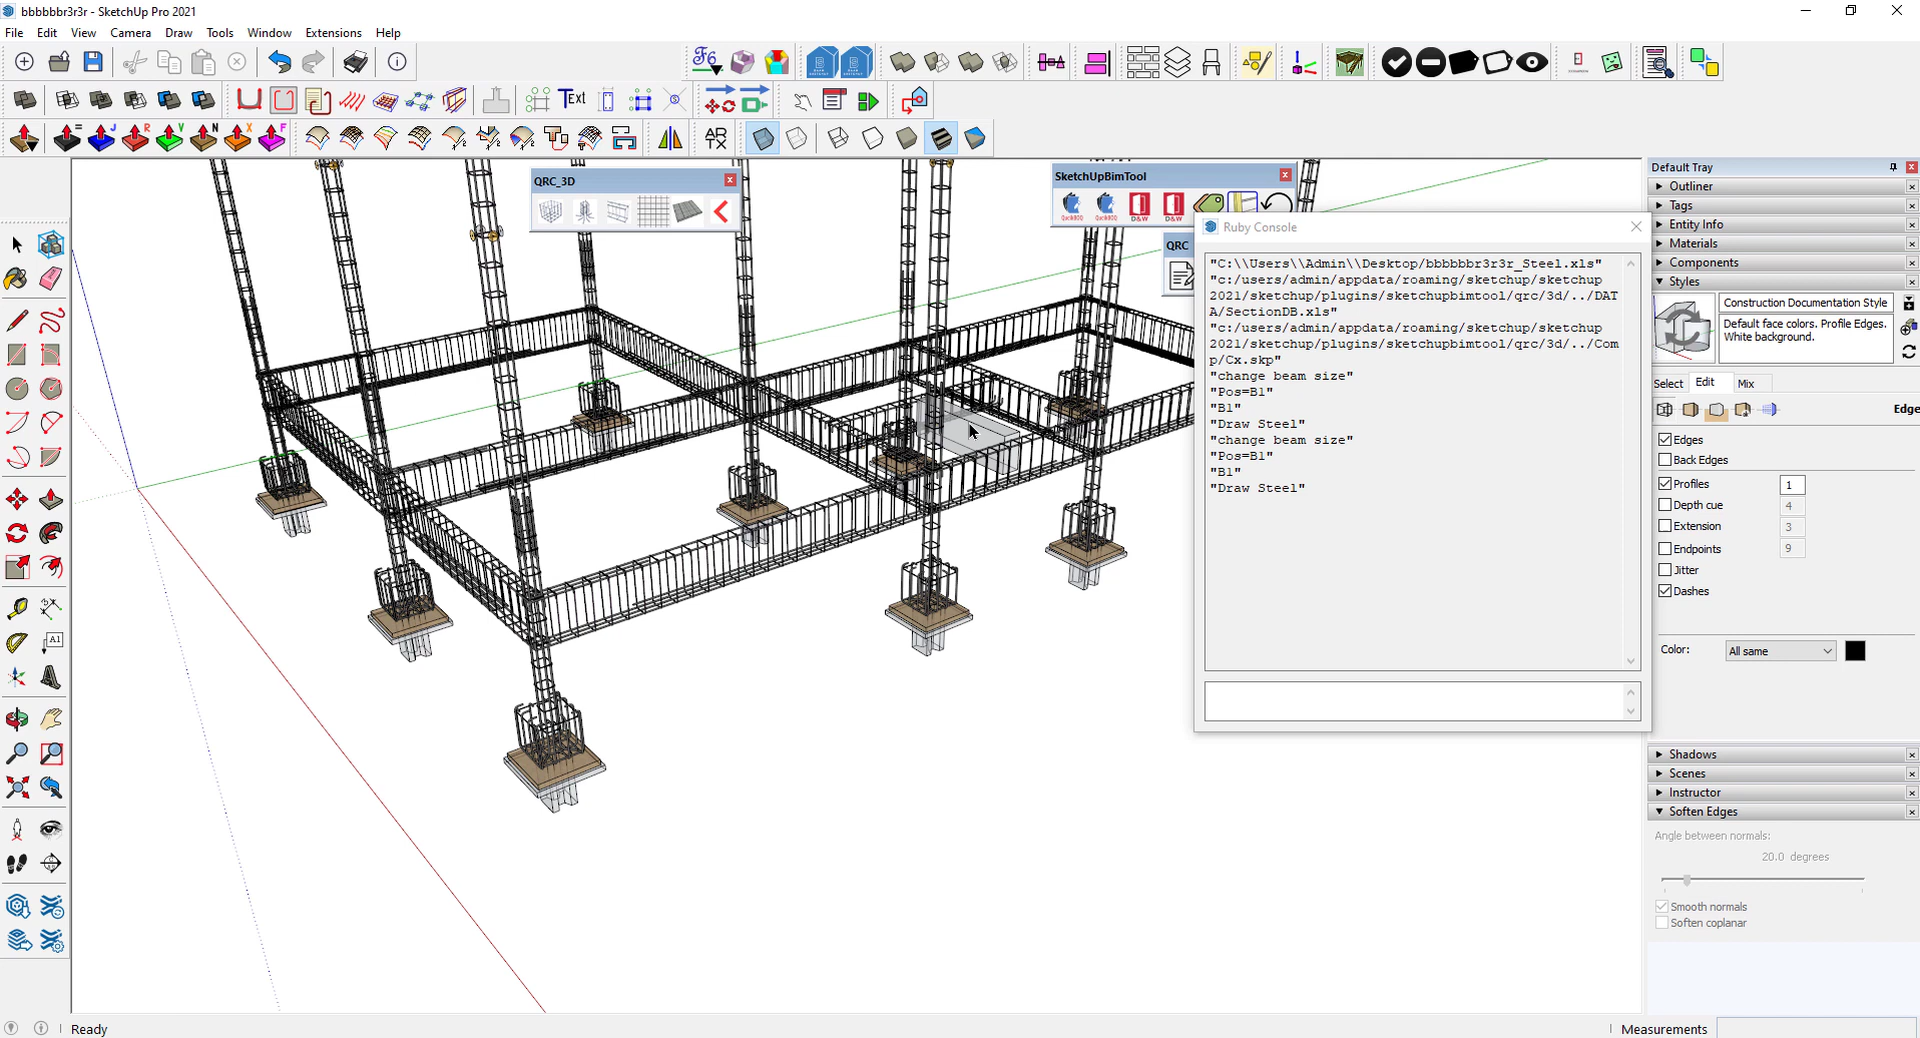 bbbbbbr3r3r - SketchUp Pro 2021
File Edit View Camera Draw Tools Window Extensions Help
Text
AR
TX
QRC_3D
SketchUpBimTool
D&W D&W
QRC
Ruby Console
"C:\\Users\\Admin\\Desktop/bbbbbbr3r3r_Steel.xls"
"c:/users/admin/appdata/roaming/sketchup/sketchup
2021/sketchup/plugins/sketchupbimtool/qrc/3d/../DAT
A/SectionDB.xls"
"c:/users/admin/appdata/roaming/sketchup/sketchup
2021/sketchup/plugins/sketchupbimtool/qrc/3d/../Com
p/Cx.skp"
"change beam size"
"Pos=B1"
"B1"
"Draw Steel"
"change beam size"
"Pos=B1"
"B1"
"Draw Steel"
Default Tray
Outliner
Tags
Entity Info
Materials
Components
Styles
Construction Documentation Style
Default face colors. Profile Edges.
White background.
Select Edit Mix
Edge
Edges
Back Edges
Profiles 1
Depth cue 4
Extension 3
Endpoints 9
Jitter
Dashes
Color: All same
Shadows
Scenes
Instructor
Soften Edges
Angle between normals:
20.0 degrees
Smooth normals
Soften coplanar
Ready
Measurements